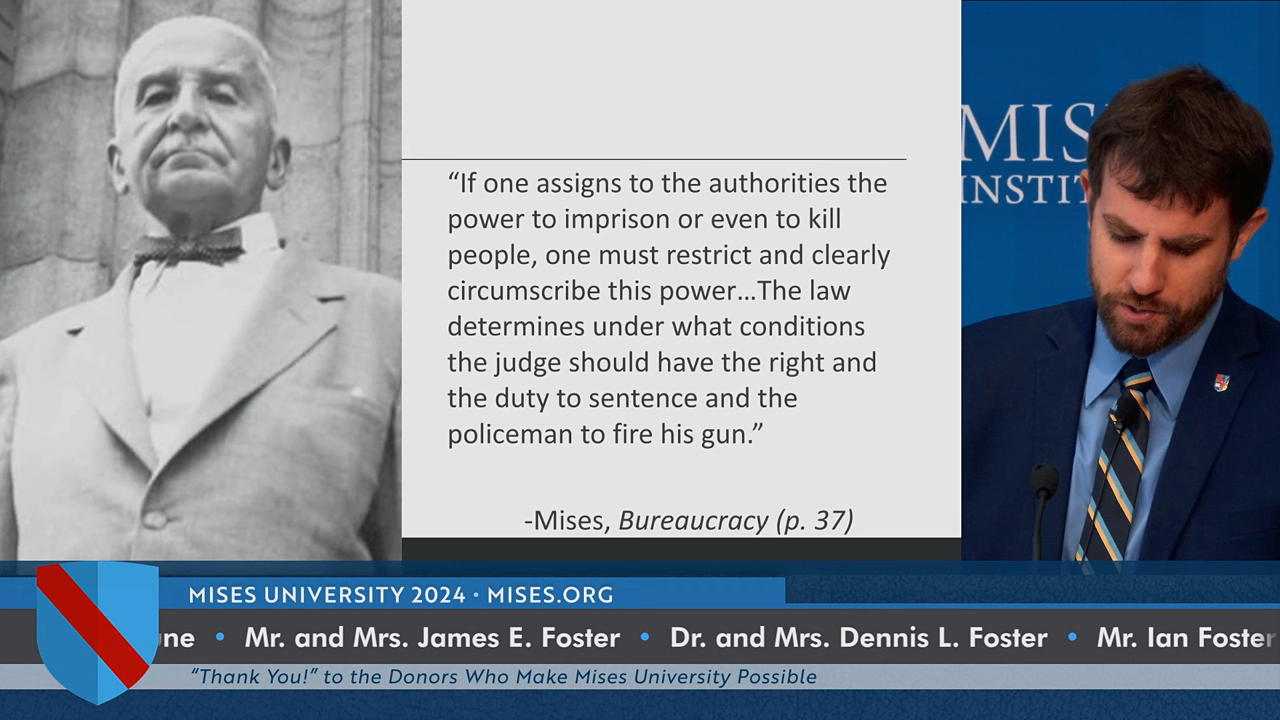 “If one assigns to the authorities the
power to imprison or even to kill
people, one must restrict and clearly
circumscribe this power…The law
determines under what conditions
the judge should have the right and
the duty to sentence and the
policeman to fire his gun.”
-Mises, Bureaucracy (p. 37)
MIS
INSTIT
MISES UNIVERSITY 2024 · MISES.ORG
une • Mr. and Mrs. James E. Foster • Dr. and Mrs. Dennis L. Foster • Mr. Ian Foster
“Thank You!” to the Donors Who Make Mises University Possible